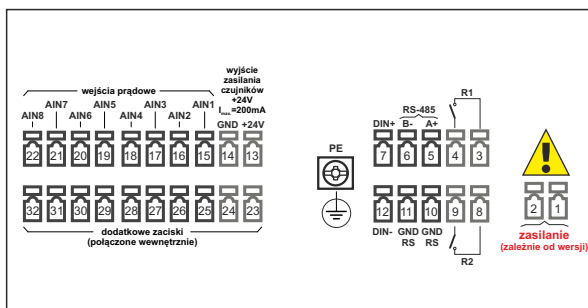 wyjście
zasilania
czujników
+24V
Imax.=200mA
wejścia prądowe
AIN7 AIN5 AIN3 AIN1
AIN8 AIN6 AIN4 AIN2 GND +24V
22 21 20 19 18 17 16 15 14 13
32 31 30 29 28 27 26 25 24 23
dodatkowe zaciski
(połączone wewnętrznie)
PE
RS-485
R1
DIN+ B- A+
7 6 5 4 3
12 11 10 9 8
DIN- GND GND
RS RS
R2
2 1
zasilanie
(zależnie od wersji)